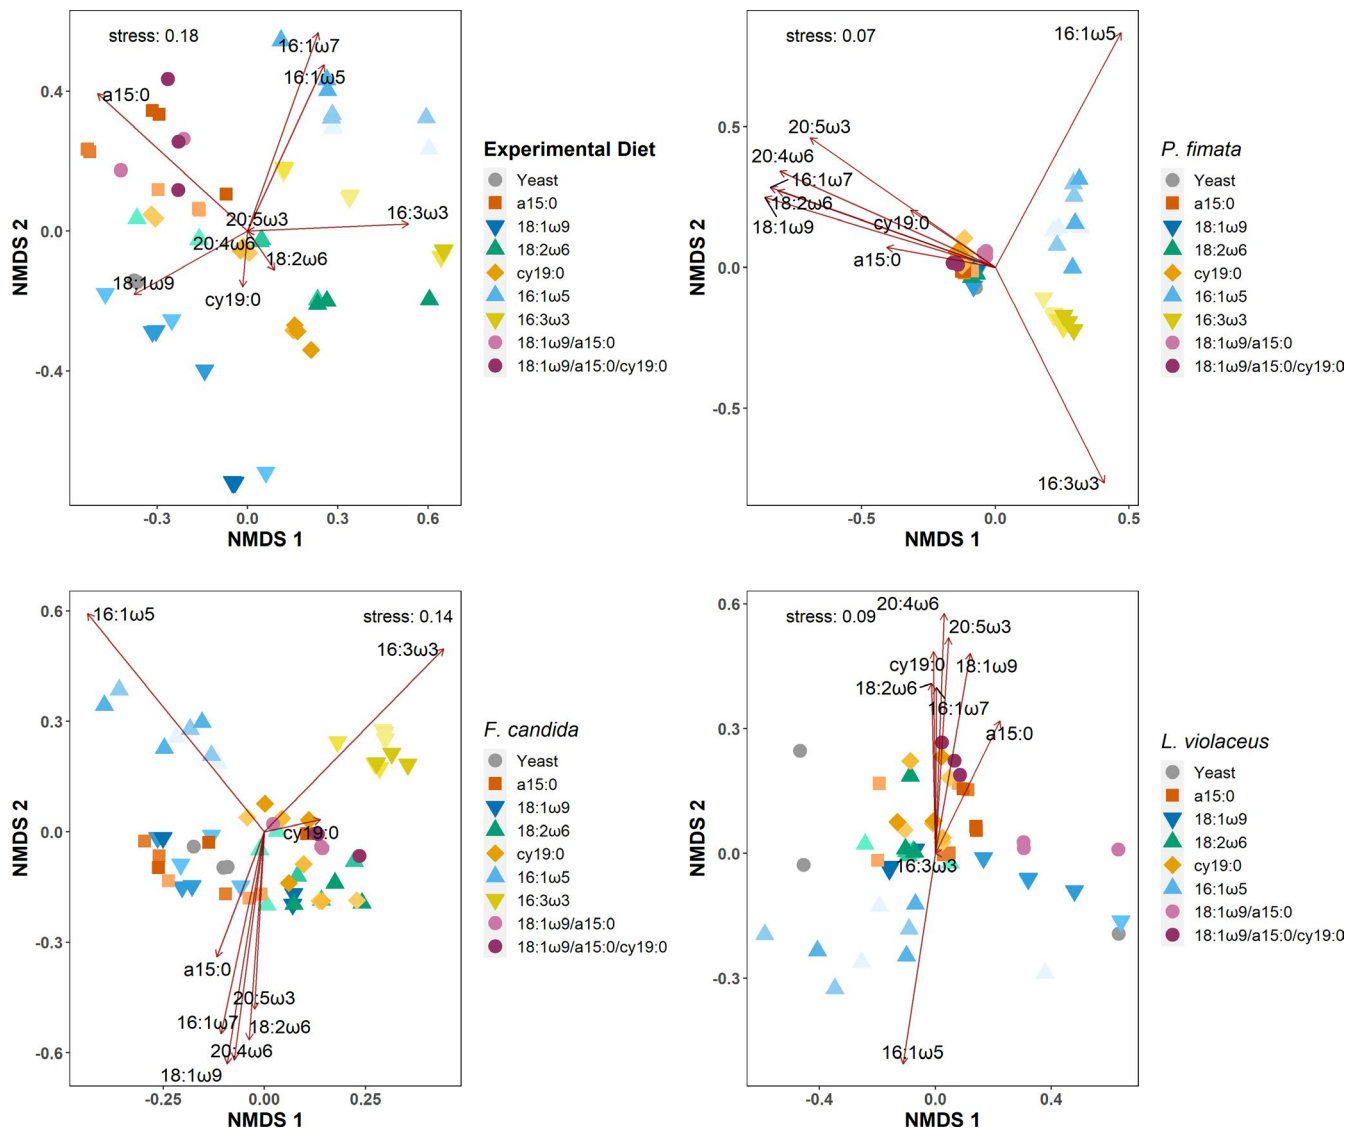 stress: 0.18
16:1ω7
16:1ω5
a15:0
16:3ω3
20:5ω3
20:4ω6
18:2ω6
18:1ω9
cy19:0
0.4
0.0
-0.4
-0.3
0.0
0.3
0.6
NMDS 1
NMDS 2
Experimental Diet
Yeast
a15:0
18:1ω9
18:2ω6
cy19:0
16:1ω5
16:3ω3
18:1ω9/a15:0
18:1ω9/a15:0/cy19:0
stress: 0.07
16:1ω5
20:5ω3
20:4ω6
16:1ω7
18:2ω6
18:1ω9
cy19:0
a15:0
16:3ω3
0.5
0.0
-0.5
-0.5
0.0
0.5
NMDS 1
NMDS 2
P. fimata
Yeast
a15:0
18:1ω9
18:2ω6
cy19:0
16:1ω5
16:3ω3
18:1ω9/a15:0
18:1ω9/a15:0/cy19:0
16:1ω5
stress: 0.14
16:3ω3
cy19:0
a15:0
20:5ω3
16:1ω7
18:2ω6
20:4ω6
18:1ω9
0.6
0.3
0.0
-0.3
-0.6
-0.25
0.00
0.25
NMDS 1
NMDS 2
F. candida
Yeast
a15:0
18:1ω9
18:2ω6
cy19:0
16:1ω5
16:3ω3
18:1ω9/a15:0
18:1ω9/a15:0/cy19:0
20:4ω6
stress: 0.09
20:5ω3
cy19:0
18:1ω9
18:2ω6
16:1ω7
a15:0
16:3ω3
16:1ω5
0.6
0.3
0.0
-0.3
-0.4
0.0
0.4
NMDS 1
NMDS 2
L. violaceus
Yeast
a15:0
18:1ω9
18:2ω6
cy19:0
16:1ω5
18:1ω9/a15:0
18:1ω9/a15:0/cy19:0